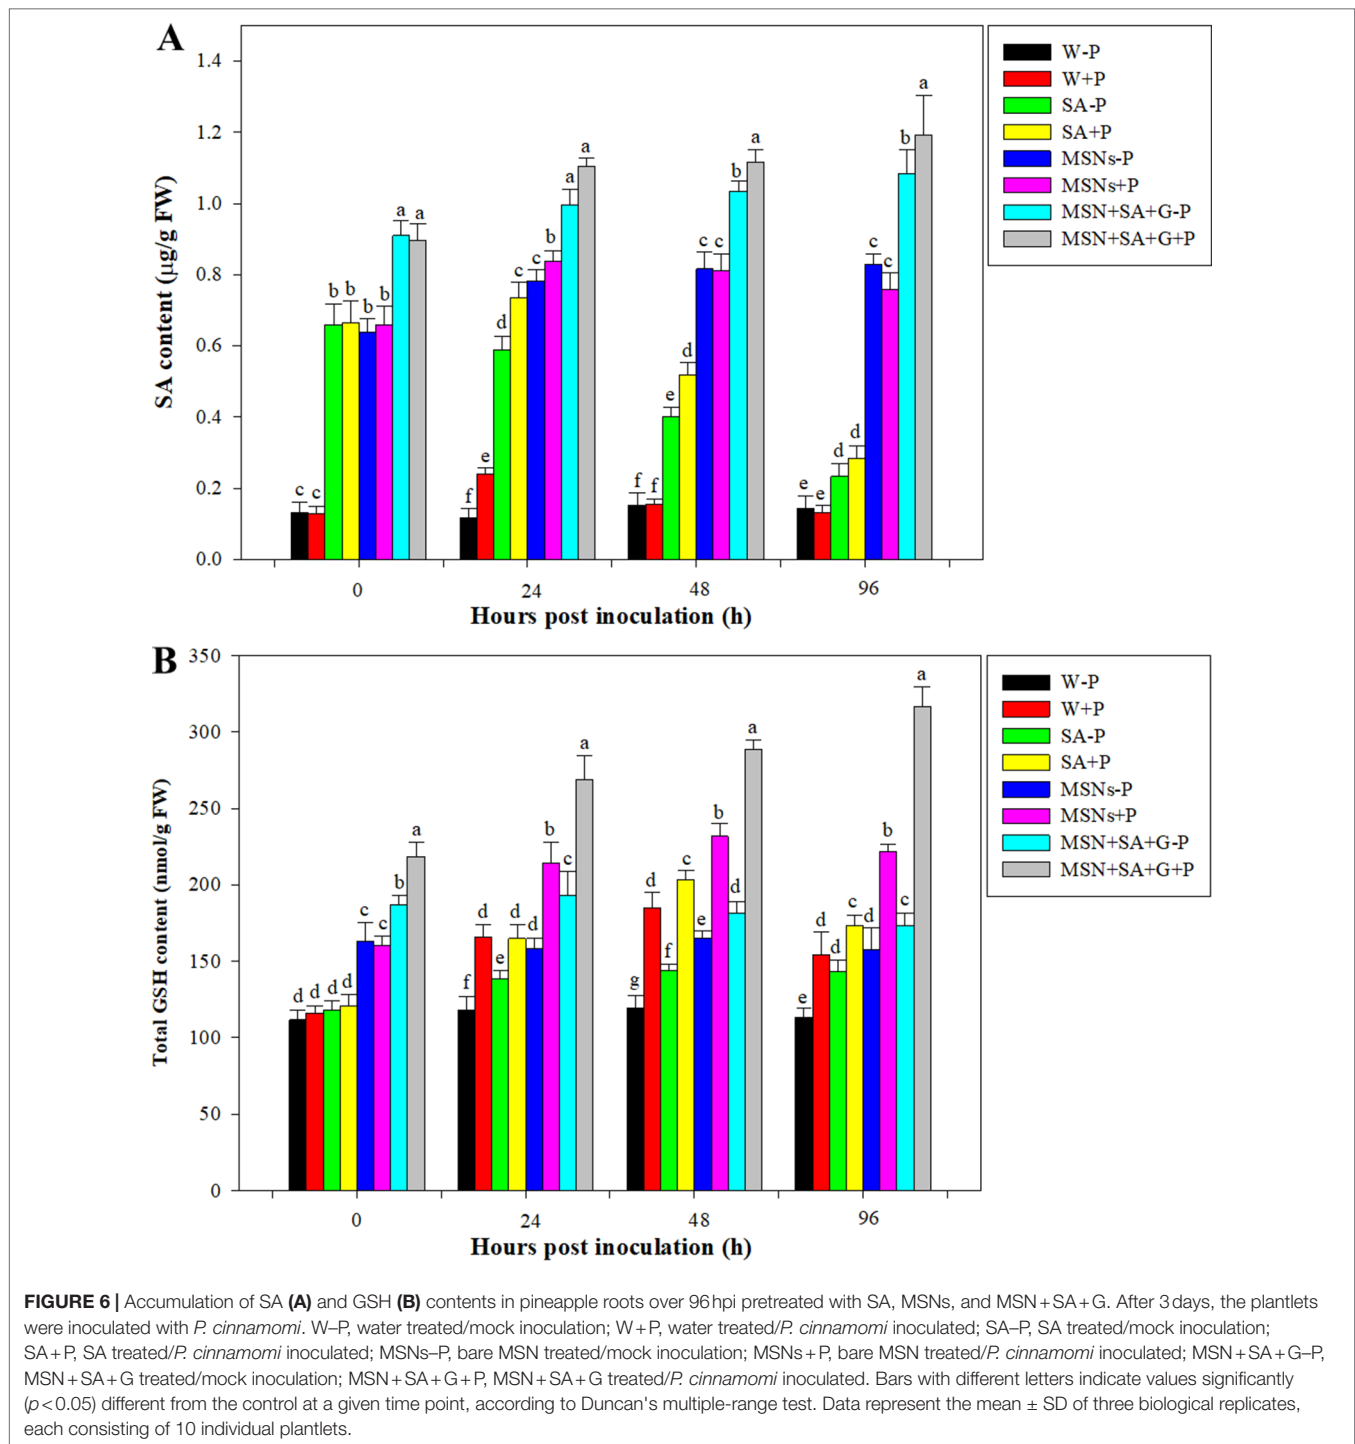 A
1.4
1.2
1.0
0.8
0.6
0.4
0.2
0.0
SA content (µg/g FW)
c c b b b b a a
f e d c c b a a
f f e d c c b a
e e d d c c b a
0 24 48 96
Hours post inoculation (h)
W-P
W+P
SA-P
SA+P
MSNs-P
MSNs+P
MSN+SA+G-P
MSN+SA+G+P
B
350
300
250
200
150
100
50
0
Total GSH content (nmol/g FW)
d d d d c c b a
f d e d d b c a
g d f c e b d a
e d d c d b c a
0 24 48 96
Hours post inoculation (h)
W-P
W+P
SA-P
SA+P
MSNs-P
MSNs+P
MSN+SA+G-P
MSN+SA+G+P
FIGURE 6 | Accumulation of SA (A) and GSH (B) contents in pineapple roots over 96 hpi pretreated with SA, MSNs, and MSN + SA + G. After 3 days, the plantlets
were inoculated with P. cinnamomi. W–P, water treated/mock inoculation; W + P, water treated/P. cinnamomi inoculated; SA–P, SA treated/mock inoculation;
SA + P, SA treated/P. cinnamomi inoculated; MSNs–P, bare MSN treated/mock inoculation; MSNs + P, bare MSN treated/P. cinnamomi inoculated; MSN + SA + G–P,
MSN + SA + G treated/mock inoculation; MSN + SA + G + P, MSN + SA + G treated/P. cinnamomi inoculated. Bars with different letters indicate values significantly
(p < 0.05) different from the control at a given time point, according to Duncan's multiple-range test. Data represent the mean ± SD of three biological replicates,
each consisting of 10 individual plantlets.